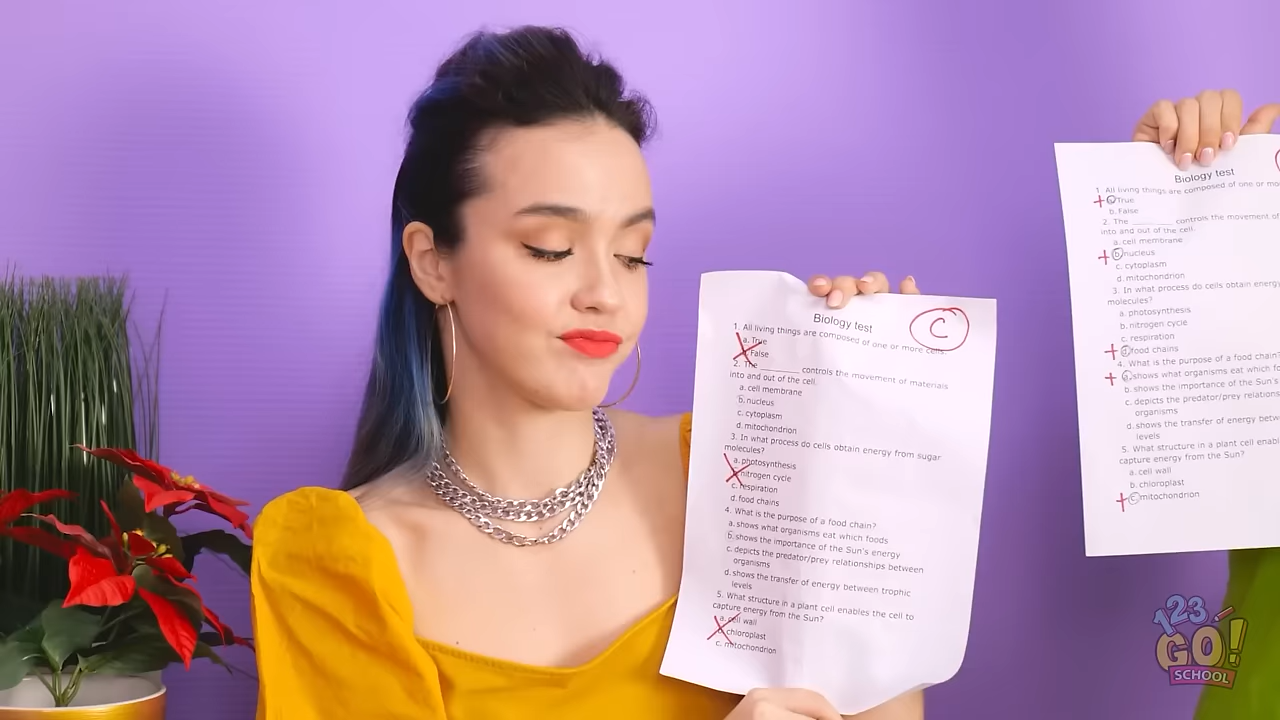 Biology test
C
1. All living things are composed of one or more cells.
a. True
b. False
2. The ________ controls the movement of materials
into and out of the cell.
a. cell membrane
b. nucleus
c. cytoplasm
d. mitochondrion
3. In what process do cells obtain energy from sugar
molecules?
a. photosynthesis
nitrogen cycle
c. respiration
d. food chains
4. What is the purpose of a food chain?
a. shows what organisms eat which foods
b. shows the importance of the Sun's energy
c. depicts the predator/prey relationships between
organisms
d. shows the transfer of energy between trophic
levels
5. What structure in a plant cell enables the cell to
capture energy from the Sun?
a. cell wall
chloroplast
c. mitochondrion
Biology test
1. All living things are composed of one or
a. True
b. False
2. The ________ controls the movement of
into and out of the cell.
a. cell membrane
b. nucleus
c. cytoplasm
d. mitochondrion
3. In what process do cells obtain energy
molecules?
a. photosynthesis
b. nitrogen cycle
c. respiration
d. food chains
4. What is the purpose of a food chain?
a. shows what organisms eat which
b. shows the importance of the Sun's
c. depicts the predator/prey
organisms
d. shows the transfer of energy
levels
5. What structure in a plant cell
capture energy from the Sun?
a. cell wall
b. chloroplast
c. mitochondrion
123
GO!
SCHOOL